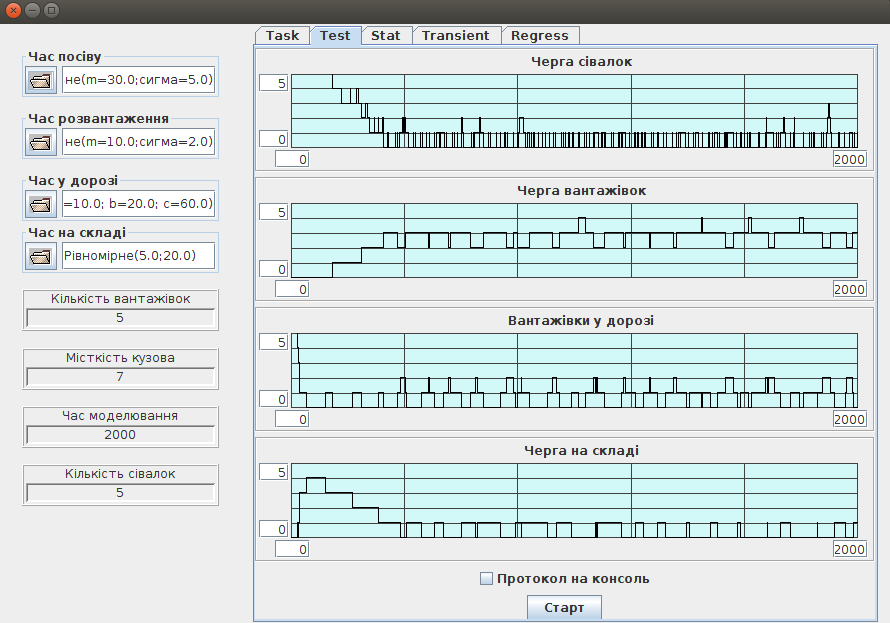 Task
Test
Stat
Transient
Regress
Час посіву
не(m=30.0;сигма=5.0)
Час розвантаження
не(m=10.0;сигма=2.0)
Час у дорозі
=10.0; b=20.0; c=60.0)
Час на складі
Рівномірне(5.0;20.0)
Кількість вантажівок
5
Місткість кузова
7
Час моделювання
2000
Кількість сівалок
5
Черга сівалок
5
0
0
2000
Черга вантажівок
5
0
0
2000
Вантажівки у дорозі
5
0
0
2000
Черга на складі
5
0
0
2000
Протокол на консоль
Старт